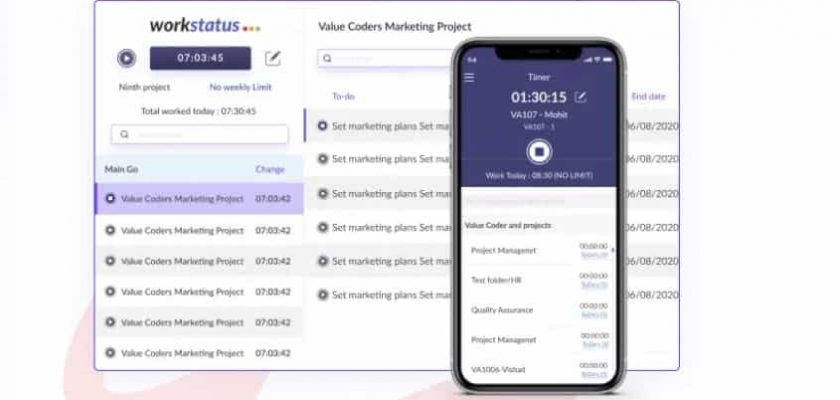 workstatus
07:03:45
Ninth project
No weekly Limit
Total worked today : 07:30:45
Main Go
Change
Value Coders Marketing Project 07:03:42
Value Coders Marketing Project 07:03:42
Value Coders Marketing Project 07:03:42
Value Coders Marketing Project 07:03:42
Value Coders Marketing Project 07:03:42
Value Coders Marketing Project 07:03:42
Value Coders Marketing Project
To-do
End date
Set marketing plans Set ma 06/08/2020
Set marketing plans Set ma
Set marketing plans Set ma 06/08/2020
Set marketing plans Set ma 06/08/2020
Set marketing plans Set ma 06/08/2020
Set marketing plans Set ma 06/08/2020
Timer
01:30:15
VA107 - Mohit
VA107 - 1
Work Today : 08:30 (NO LIMIT)
Value Coder and projects
Project Managenet 00:00:00
Test folder/HR 00:00:00
Quality Assurance 00:00:00
Project Managenet 00:00:00
VA1006-Vishail 00:00:00